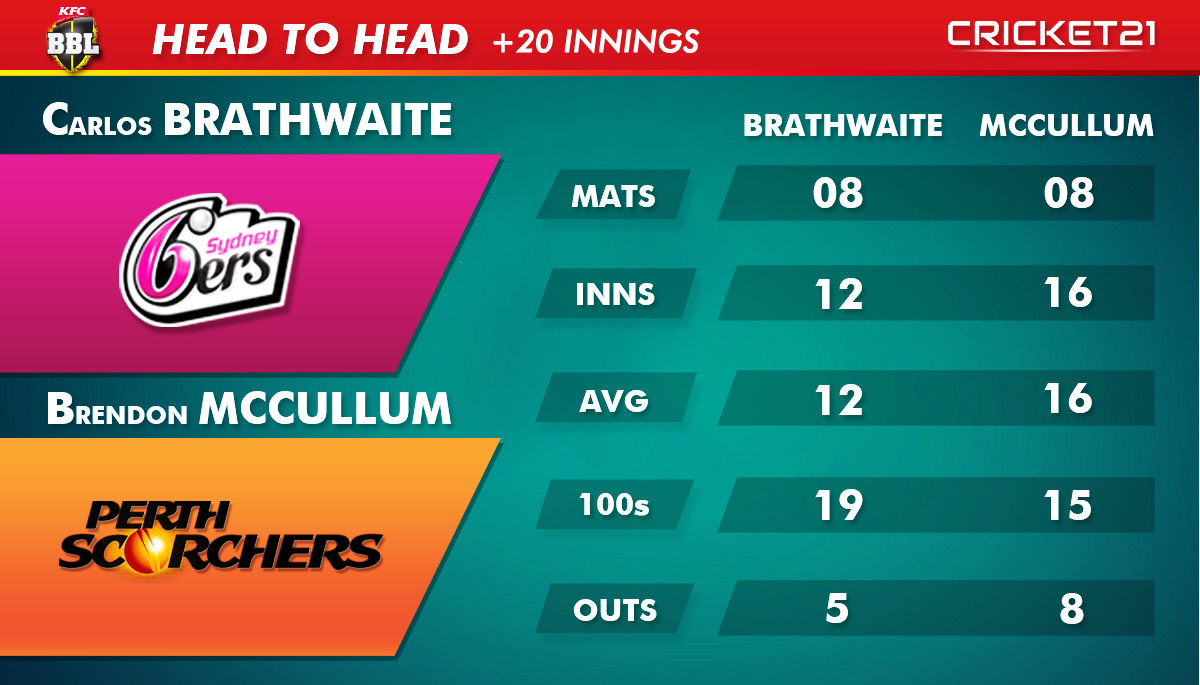 KFC
BBL
HEAD TO HEAD +20 INNINGS
CRICKET21
CARLOS BRATHWAITE
BRATHWAITE MCCULLUM
Sydney
6ers
MATS 08 08
INNS 12 16
BRENDON MCCULLUM
AVG 12 16
PERTH
SCORCHERS
100s 19 15
OUTS 5 8